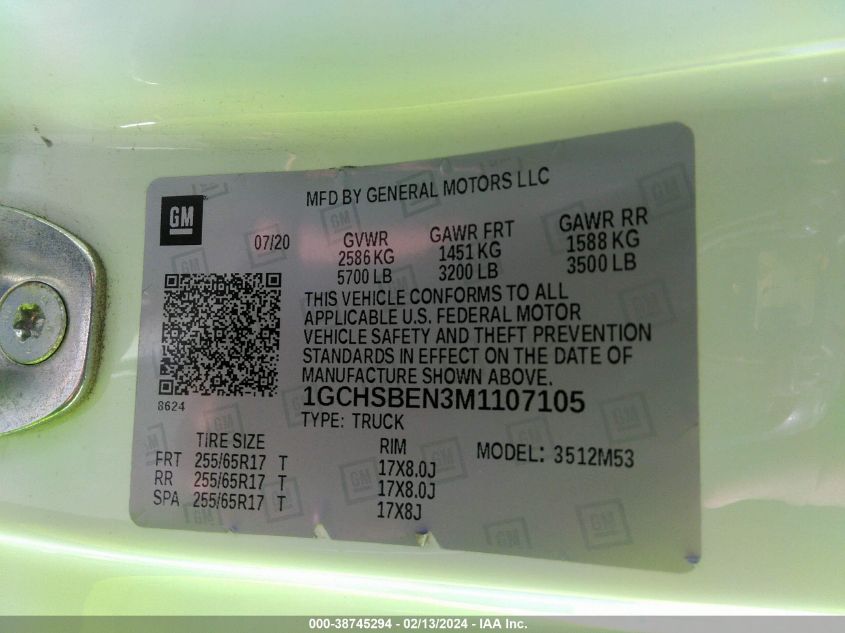 MFD BY GENERAL MOTORS LLC
GM
07/20
GVWR GAWR FRT GAWR RR
2586 KG 1451 KG 1588 KG
5700 LB 3200 LB 3500 LB
THIS VEHICLE CONFORMS TO ALL
APPLICABLE U.S. FEDERAL MOTOR
VEHICLE SAFETY AND THEFT PREVENTION
STANDARDS IN EFFECT ON THE DATE OF
MANUFACTURE SHOWN ABOVE.
8624
1GCHSBEN3M1107105
TYPE: TRUCK
TIRE SIZE RIM MODEL: 3512M53
FRT 255/65R17 T 17X8.0J
RR 255/65R17 T 17X8.0J
SPA 255/65R17 T 17X8J
000-38745294 - 02/13/2024 - IAA Inc.